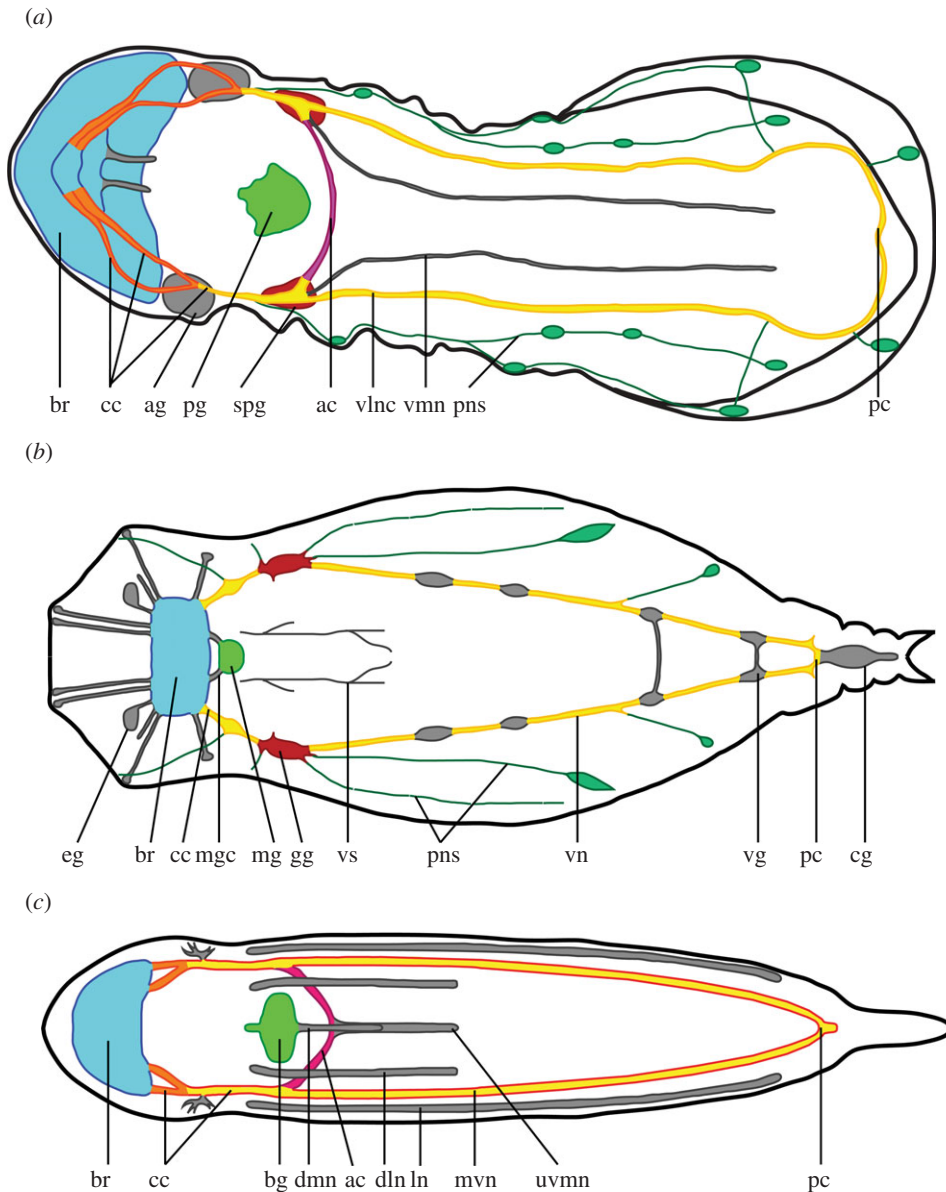 (a)
br cc ag pg spg ac vlnc vmn pns pc
(b)
eg br cc mgc mg gg vs pns vn vg pc cg
(c)
br cc bg dmn ac dln ln mvn uvmn pc